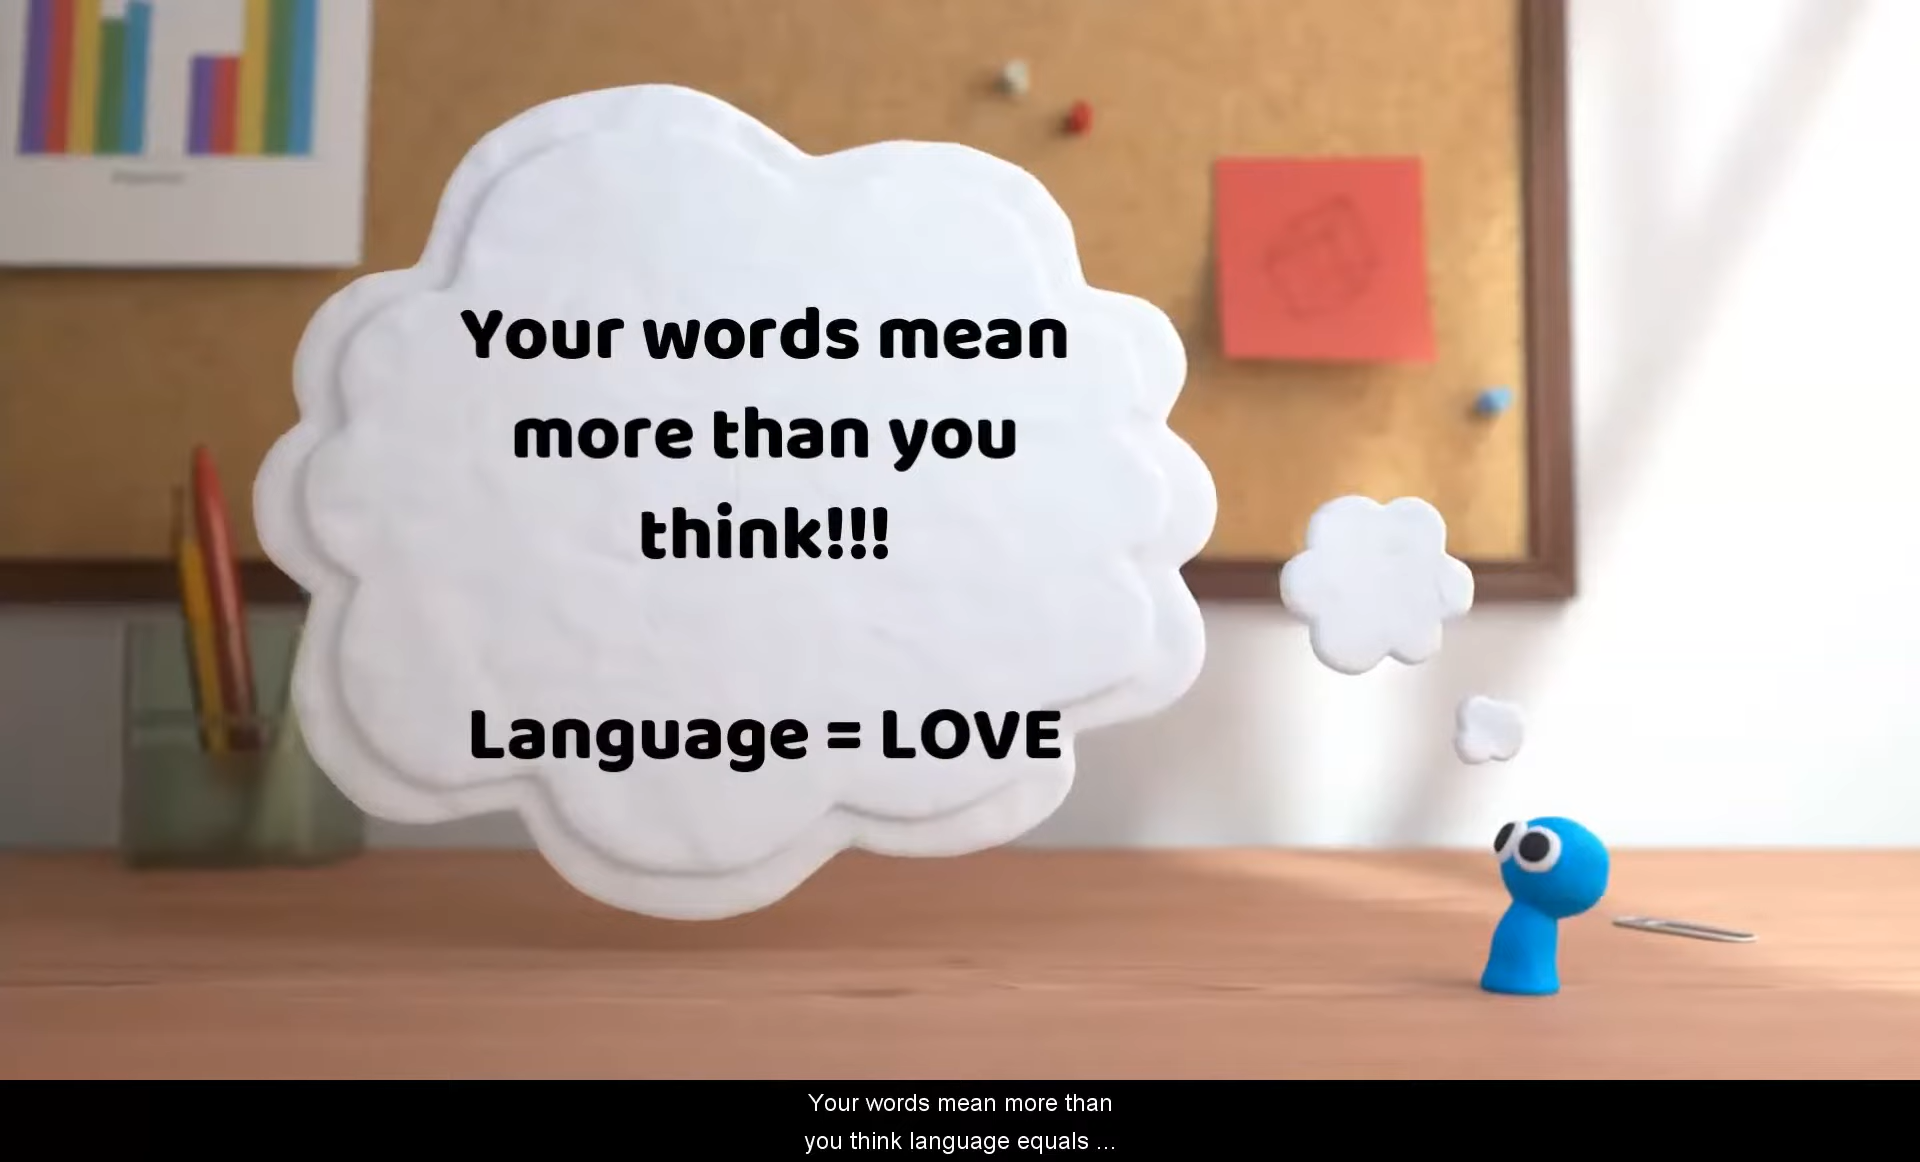 Your words mean
more than you
think!!!
Language = LOVE
Your words mean more than
you think language equals ...